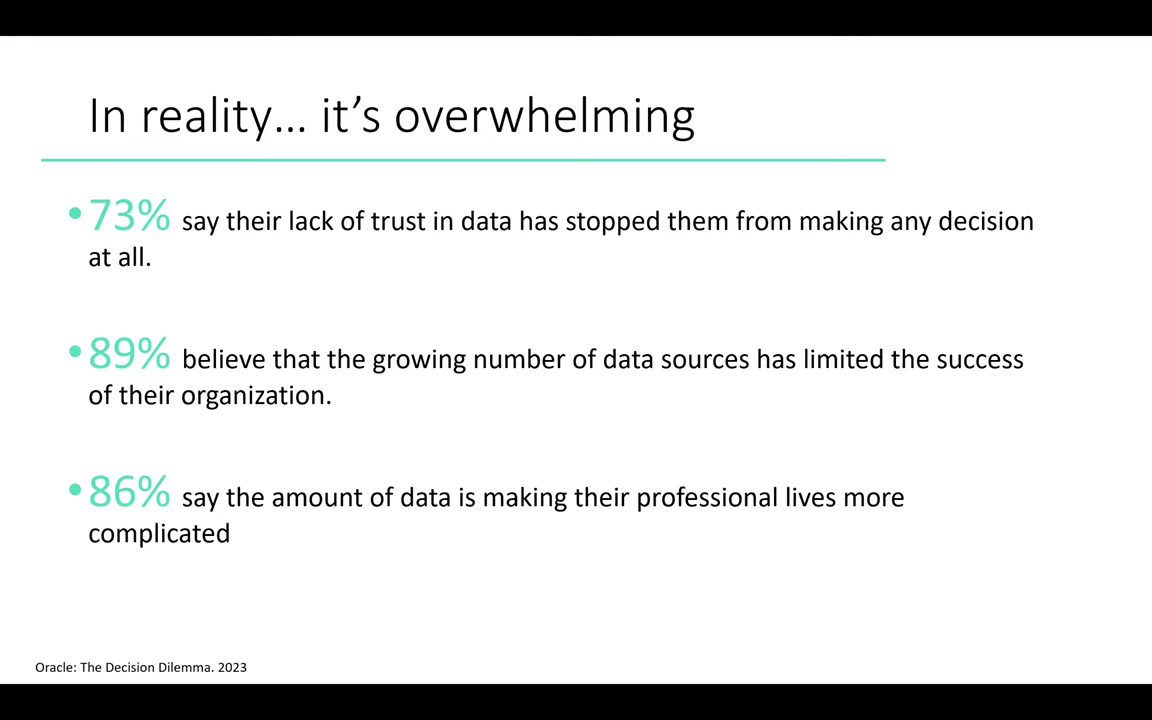 In reality… it’s overwhelming
•73% say their lack of trust in data has stopped them from making any decision
at all.
•89% believe that the growing number of data sources has limited the success
of their organization.
•86% say the amount of data is making their professional lives more
complicated
Oracle: The Decision Dilemma. 2023